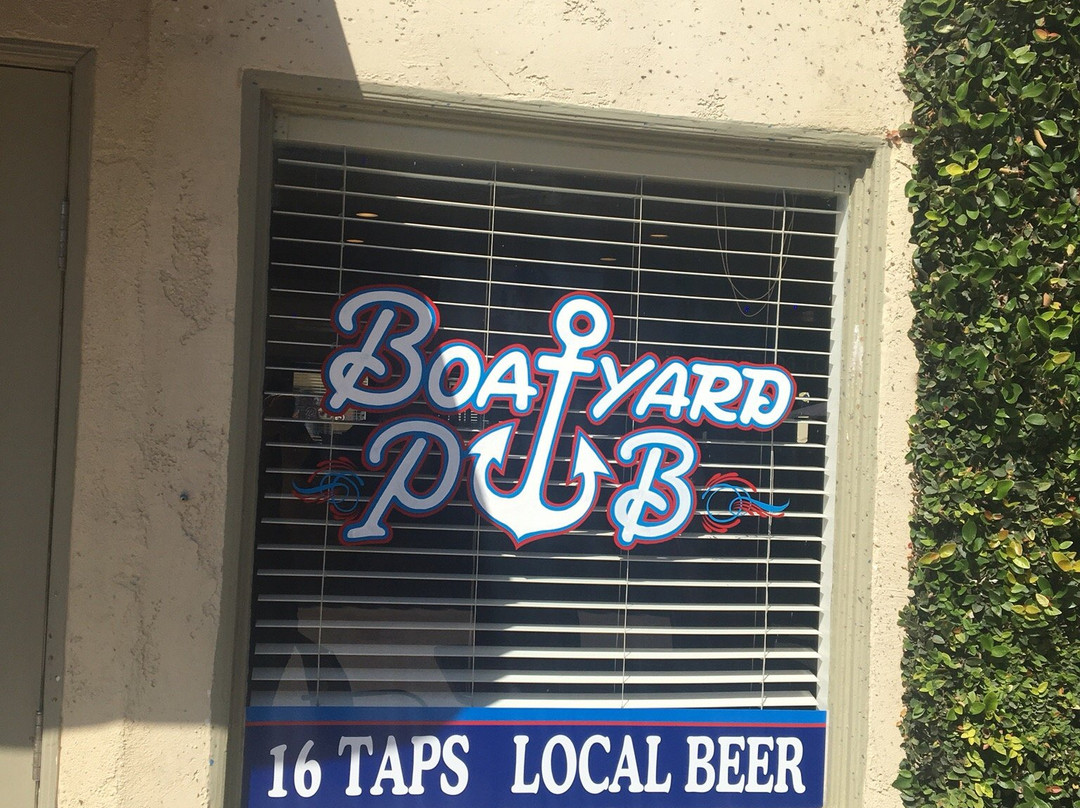 BOATYARD
PUB
16 TAPS LOCAL BEER